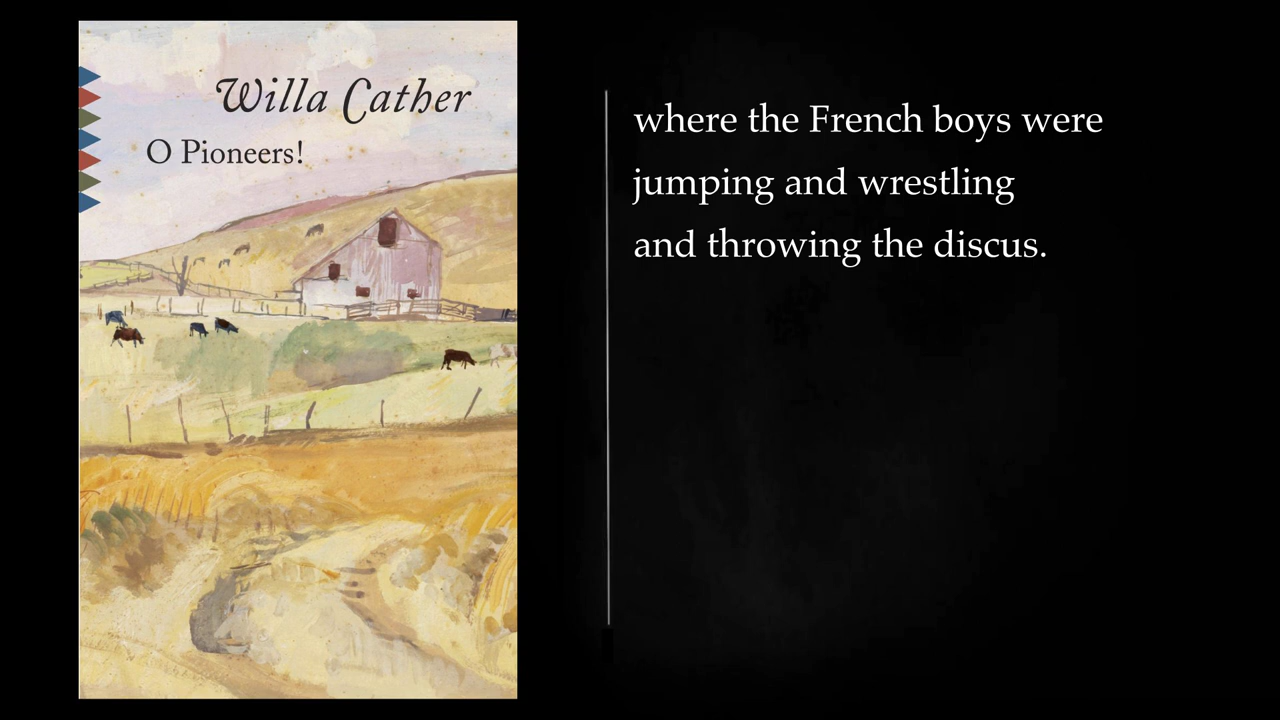 Willa Cather
O Pioneers!
where the French boys were
jumping and wrestling
and throwing the discus.